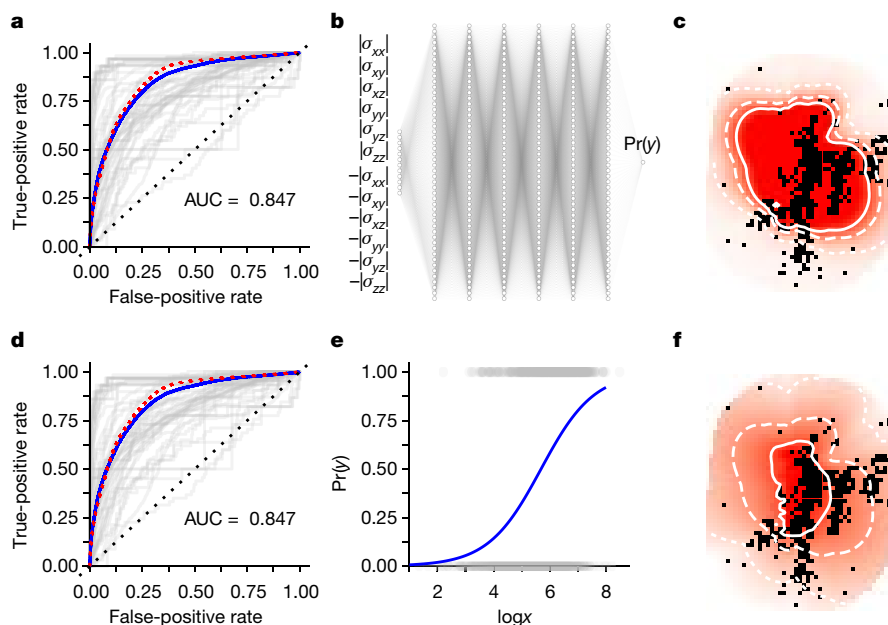 a
1.00
0.75
0.50
0.25
0.00
True-positive rate
AUC = 0.847
0.00 0.25 0.50 0.75 1.00
False-positive rate
b
|σxx|
|σxy|
|σxz|
|σyy|
|σyz|
|σzz|
−|σxx|
−|σxy|
−|σxz|
−|σyy|
−|σyz|
−|σzz|
Pr(y)
c
d
1.00
0.75
0.50
0.25
0.00
True-positive rate
AUC = 0.847
0.00 0.25 0.50 0.75 1.00
False-positive rate
e
1.00
0.75
0.50
0.25
0.00
Pr(y)
2 4 6 8
logx
f